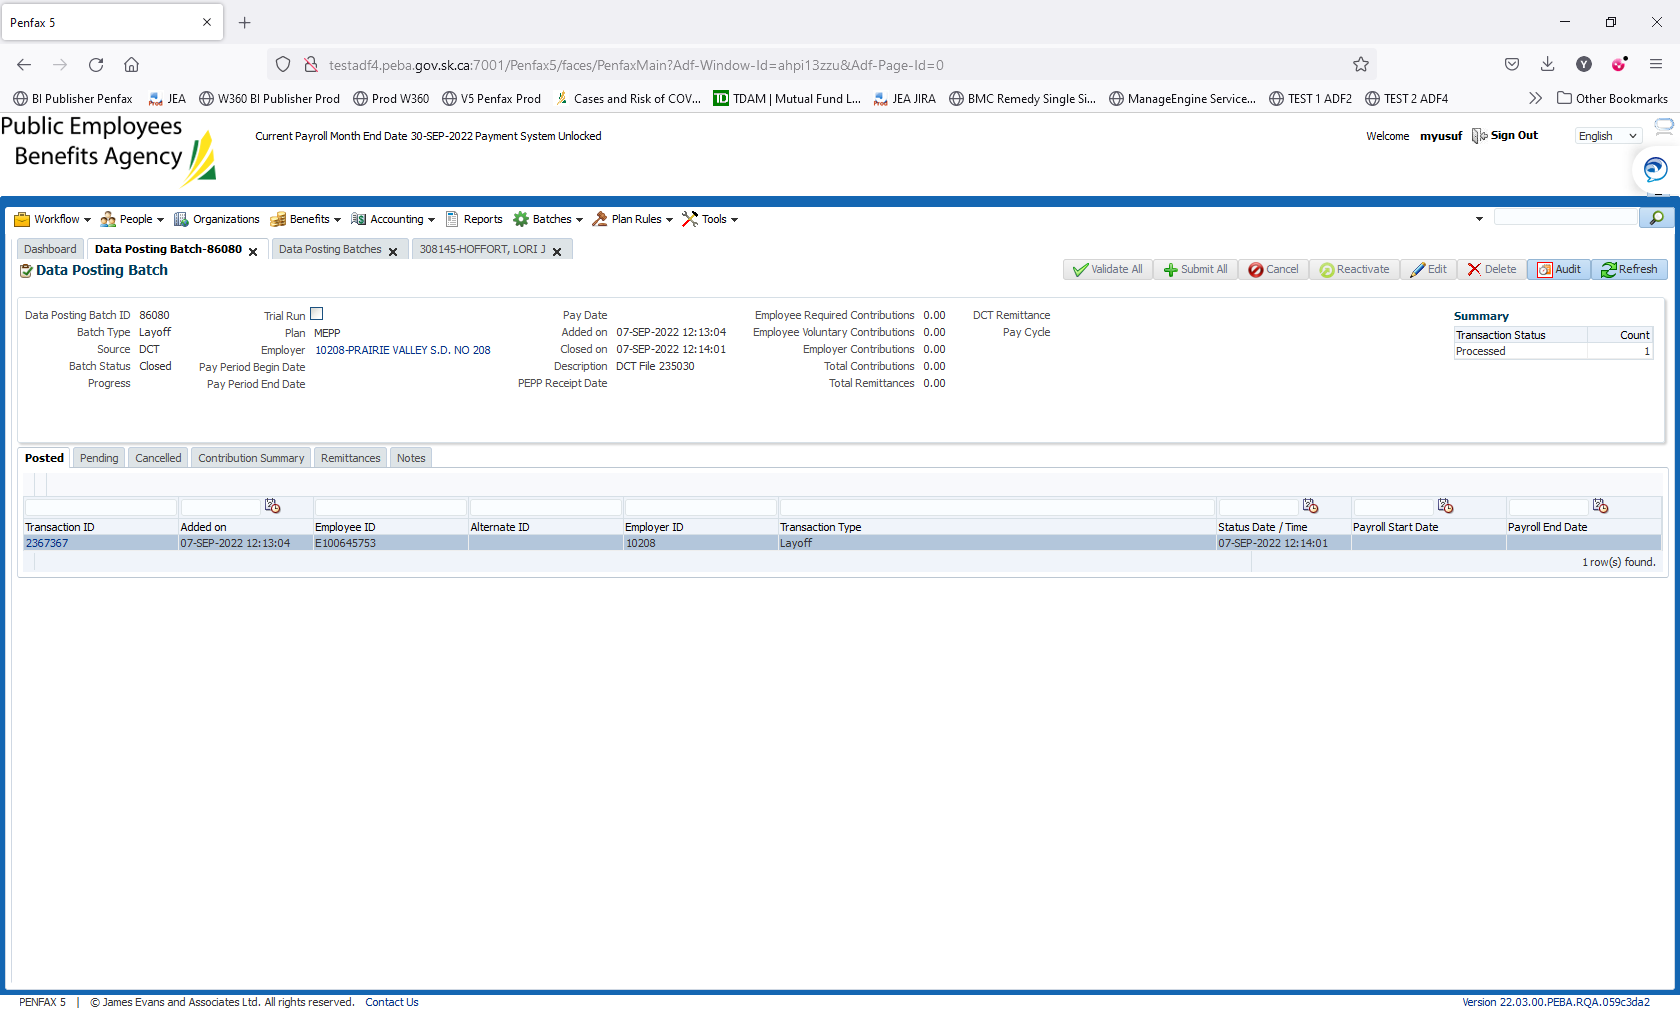 Penfax 5
testadf4.peba.gov.sk.ca:7001/Penfax5/faces/PenfaxMain?Adf-Window-Id=ahpi13zzu&Adf-Page-Id=0
BI Publisher Penfax JEA W360 BI Publisher Prod Prod W360 V5 Penfax Prod Cases and Risk of COV... TDAM | Mutual Fund L... JEA JIRA BMC Remedy Single Si... ManageEngine Service... TEST 1 ADF2 TEST 2 ADF4 Other Bookmarks
Public Employees
Benefits Agency
Current Payroll Month End Date 30-SEP-2022 Payment System Unlocked
Welcome myusuf Sign Out English
Workflow People Organizations Benefits Accounting Reports Batches Plan Rules Tools
Dashboard Data Posting Batch-86080 Data Posting Batches 308145-HOFFORT, LORI J
Data Posting Batch
Validate All Submit All Cancel Reactivate Edit Delete Audit Refresh
Data Posting Batch ID 86080
Batch Type Layoff
Source DCT
Batch Status Closed
Progress
Trial Run
Plan MEPP
Employer 10208-PRAIRIE VALLEY S.D. NO 208
Pay Period Begin Date
Pay Period End Date
Pay Date
Added on 07-SEP-2022 12:13:04
Closed on 07-SEP-2022 12:14:01
Description DCT File 235030
PEPP Receipt Date
Employee Required Contributions 0.00
Employee Voluntary Contributions 0.00
Employer Contributions 0.00
Total Contributions 0.00
Total Remittances 0.00
DCT Remittance
Pay Cycle
Summary
Transaction Status Count
Processed 1
Posted Pending Cancelled Contribution Summary Remittances Notes
Transaction ID Added on Employee ID Alternate ID Employer ID Transaction Type Status Date / Time Payroll Start Date Payroll End Date
2367367 07-SEP-2022 12:13:04 E100645753 10208 Layoff 07-SEP-2022 12:14:01
1 row(s) found.
PENFAX 5 | © James Evans and Associates Ltd. All rights reserved. Contact Us
Version 22.03.00.PEBA.RQA.059c3da2